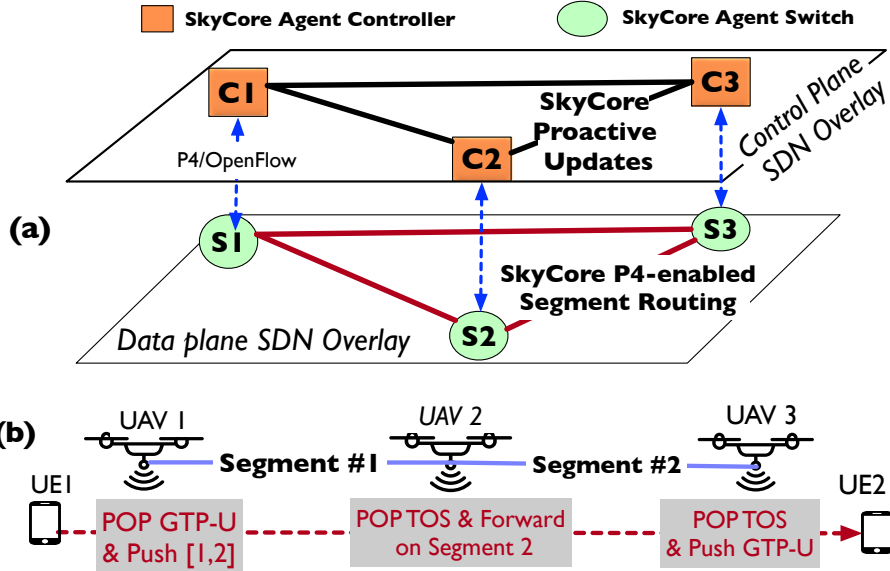 SkyCore Agent Controller
SkyCore Agent Switch
C1
C3
SkyCore
Proactive
Updates
C2
Control Plane
SDN Overlay
P4/OpenFlow
(a)
S1
S3
SkyCore P4-enabled
Segment Routing
S2
Data plane SDN Overlay
(b)
UAV 1
UAV 2
UAV 3
Segment #1
Segment #2
UE1
UE2
POP GTP-U
& Push [1,2]
POP TOS & Forward
on Segment 2
POP TOS
& Push GTP-U